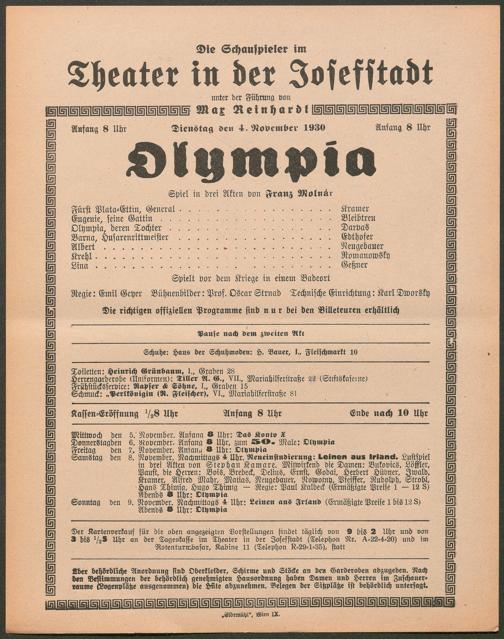 Die Schauspieler im
Theater in der Josefstadt
unter der Führung von
Max Reinhardt
Anfang 8 Uhr Dienstag den 4. November 1930 Anfang 8 Uhr
Olympia
Spiel in drei Akten von Franz Molnár
Fürst Plata-Ettin, General . . . Kramer
Eugenie, seine Gattin . . . Bleibtreu
Olympia, deren Tochter . . . Darvas
Barna, Husarenrittmeister . . . Edthofer
Albert . . . Neugebauer
Krehl . . . Romanowsky
Lina . . . Geßner
Spielt vor dem Kriege in einem Badeort
Regie: Emil Geyer Bühnenbilder: Prof. Oscar Strnad Technische Einrichtung: Karl Dworsky
Die richtigen offiziellen Programme sind nur bei den Billeteuren erhältlich
Pause nach dem zweiten Akt
Schuhe: Haus der Schuhmoden: H. Bauer, I., Fleischmarkt 10
Toiletten: Heinrich Grünbaum, I., Graben 28
Herrengarderobe (Uniformen): Tiller A. G., VII., Mariahilferstraße 22 (Stiftskaserne)
Frühstückservice: Rasper & Söhne, I., Graben 15
Schmuck: „Perlkönigin (R. Fleischer), VI., Mariahilferstraße 81
Kassen-Eröffnung ½8 Uhr Anfang 8 Uhr Ende nach 10 Uhr
Mittwoch den 5. November. Anfang 8 Uhr: Das Konto X
Donnerstag den 6. November. Anfang 8 Uhr, zum 50. Male: Olympia
Freitag den 7. November. Anfang 8 Uhr: Olympia
Samstag den 8. November. Nachmittags 4 Uhr. Neueinstudierung: Leinen aus Irland. Lustspiel
in drei Akten von Stephan Kamare. Mitwirkend die Damen: Bukovics, Löffler,
Pausé, die Herren: Bois, Brebeck, Delius, Ernst, Godai, Herbert Hübner, Iwald,
Kramer, Alfred Mahr, Matias, Neugebauer, Nowotny, Pfeiffer, Rudolph, Strohl,
Hans Thimig, Hugo Thimig — Regie: Paul Kalbeck (Ermäßigte Preise 1 — 12 S)
Abends 8 Uhr: Olympia
Sonntag den 9. November. Nachmittags 4 Uhr: Leinen aus Irland (Ermäßigte Preise 1 bis 12 S)
Abends 8 Uhr: Olympia
Der Kartenverkauf für die oben angezeigten Vorstellungen findet täglich von 9 bis 2 Uhr und von
3 bis ½5 Uhr an der Tageskasse im Theater in der Josefstadt (Telephon Nr. A-22-4-20) und im
Rotenturmbasar, Kabine 11 (Telephon R-29-1-35), statt
Über behördliche Anordnung sind Oberkleider, Schirme und Stöcke an den Garderoben abzugeben. Nach
den Bestimmungen der behördlich genehmigten Hausordnung haben Damen und Herren im Zuschauer-
raume (Logenplätze ausgenommen) die Hüte abzunehmen. Belegen der Sitzplätze ist behördlich untersagt.
„Elbemühl“, Wien IX.